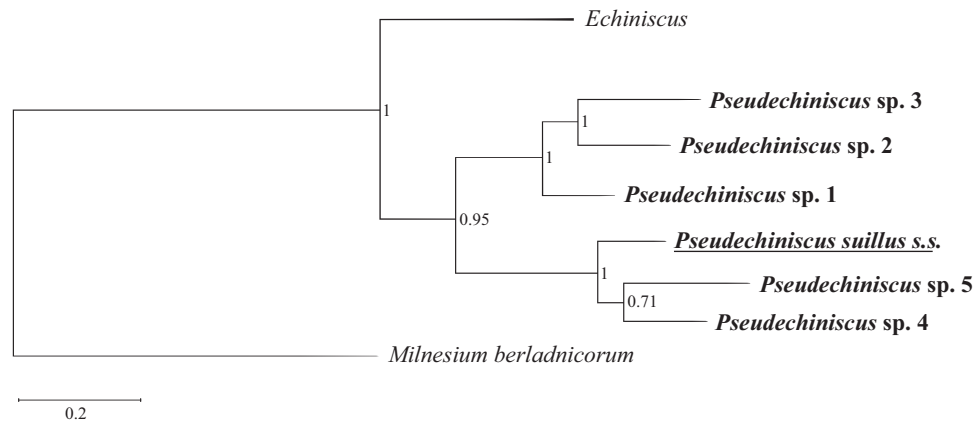 Echiniscus
Pseudechiniscus sp. 3
1
1
Pseudechiniscus sp. 2
1
Pseudechiniscus sp. 1
0.95
Pseudechiniscus suillus s.s.
1
Pseudechiniscus sp. 5
0.71
Pseudechiniscus sp. 4
Milnesium berladnicorum
0.2